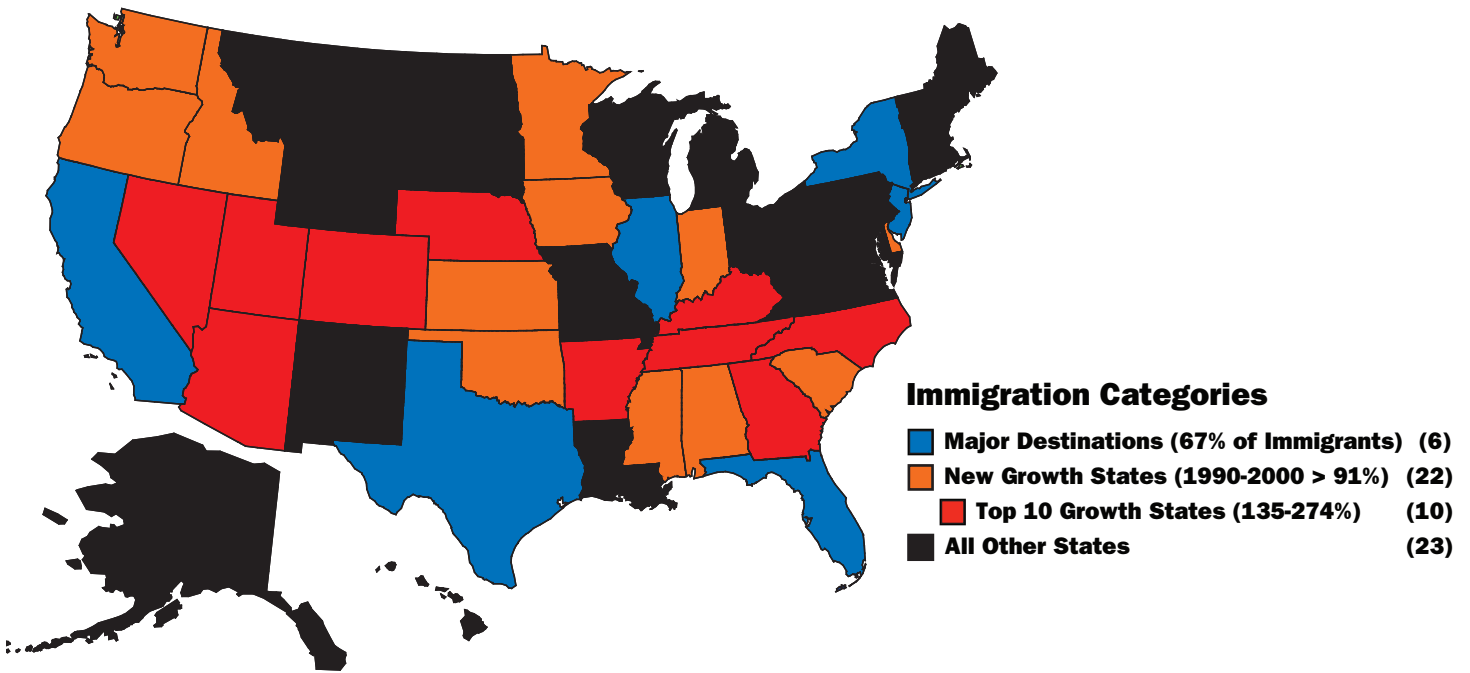 Immigration Categories
Major Destinations (67% of Immigrants) (6)
New Growth States (1990-2000 > 91%) (22)
Top 10 Growth States (135-274%) (10)
All Other States (23)